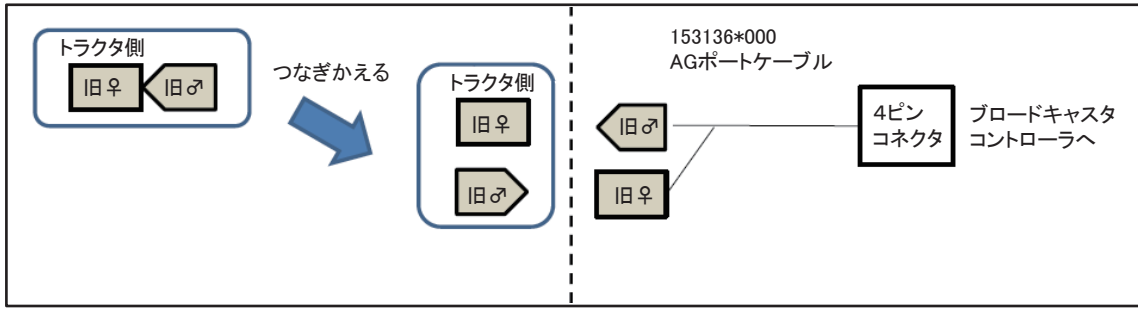 トラクタ側
旧♀
旧♂
つなぎかえる
トラクタ側
旧♀
旧♂
153136*000
AGポートケーブル
旧♂
旧♀
4ピン
コネクタ
ブロードキャスタ
コントローラへ